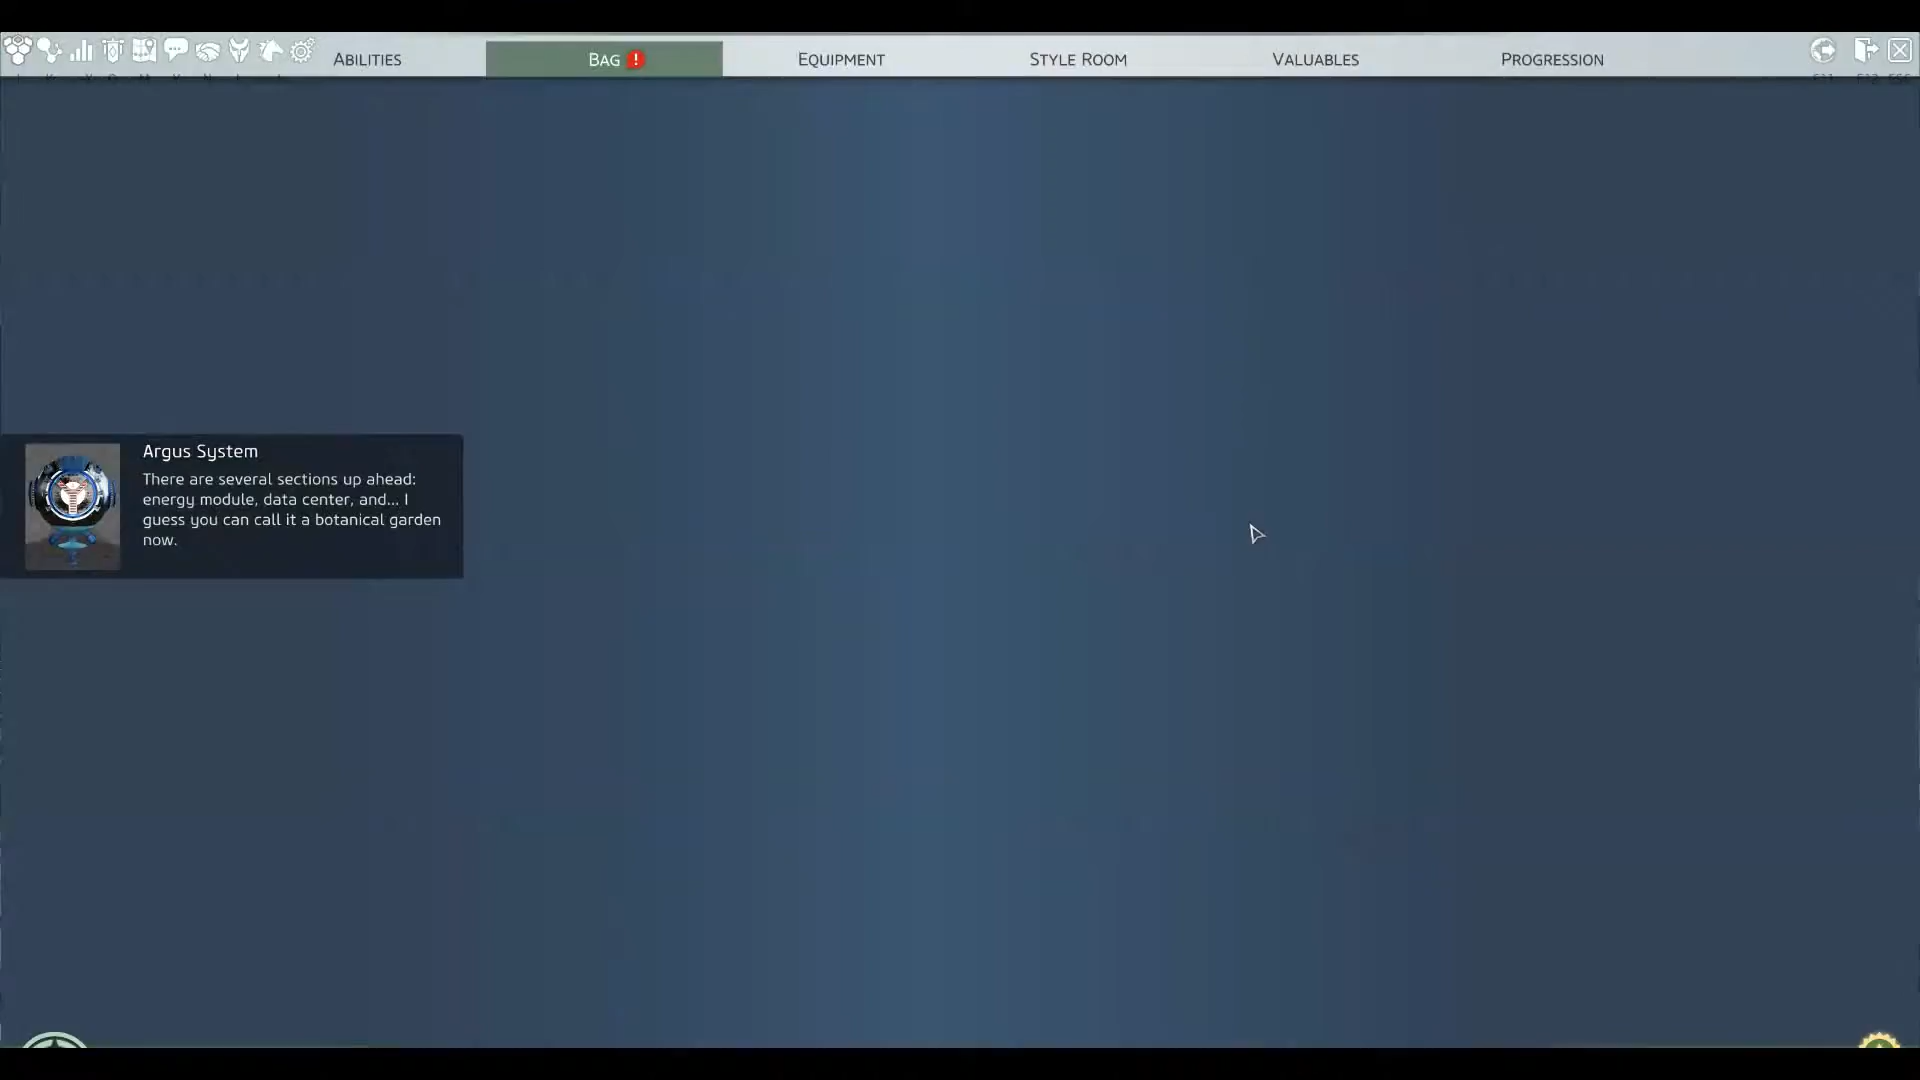 ABILITIES
BAG !
EQUIPMENT
STYLE ROOM
VALUABLES
PROGRESSION
Argus System
There are several sections up ahead:
energy module, data center, and... I
guess you can call it a botanical garden
now.